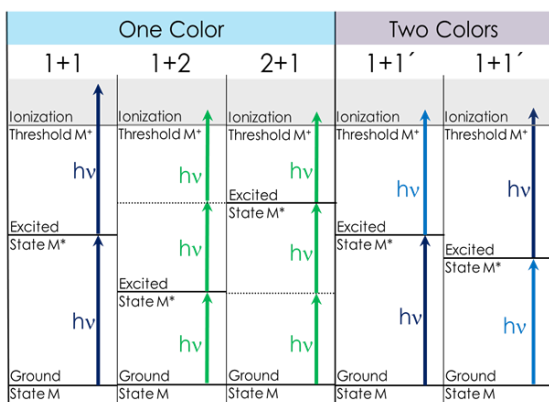 One Color Two Colors
1+1 1+2 2+1 1+1´ 1+1´
Ionization Ionization Ionization Ionization Ionization
Threshold M⁺ Threshold M⁺ Threshold M⁺ Threshold M⁺ Threshold M⁺
hν hν hν hν hν
Excited
State M*
Excited
State M*
Excited
State M*
Excited
State M*
Excited
State M*
hν hν
hν hν hν hν hν
Ground Ground Ground Ground Ground
State M State M State M State M State M